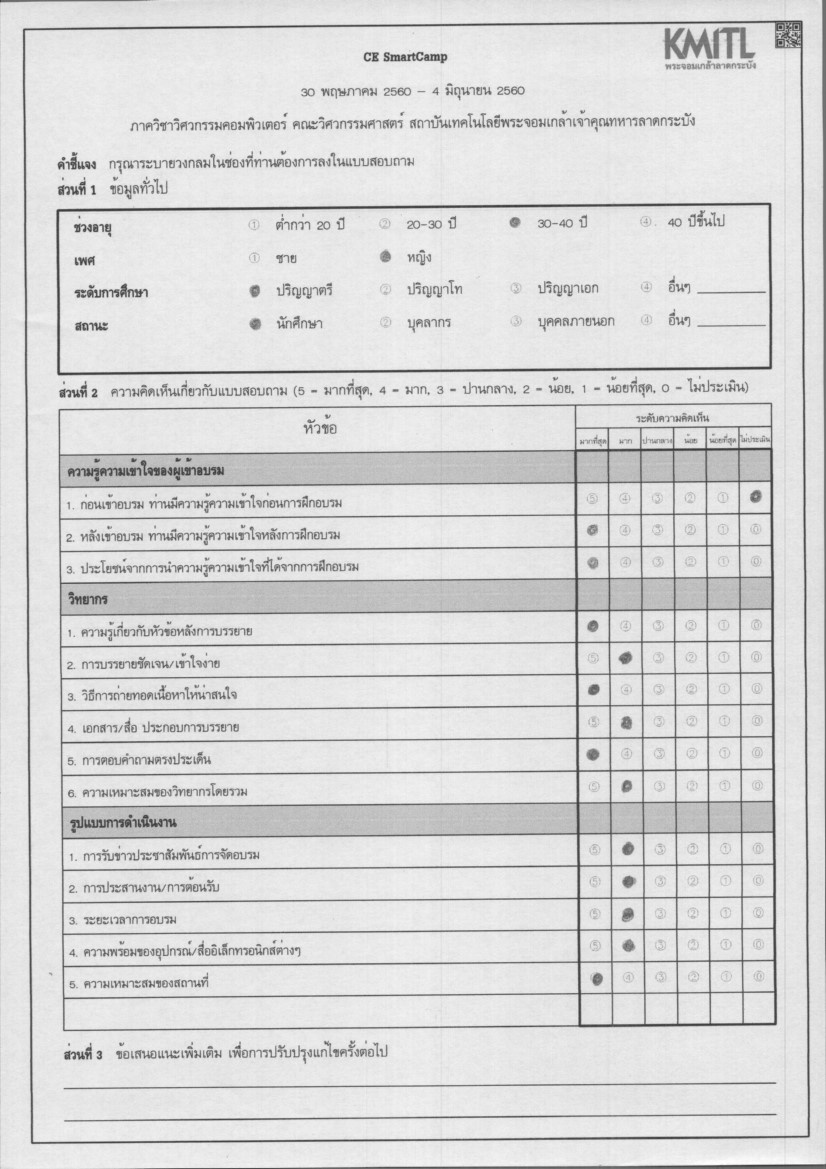 KMITL
พระจอมเกล้าลาดกระบัง
CE SmartCamp
30 พฤษภาคม 2560 – 4 มิถุนายน 2560
ภาควิชาวิศวกรรมคอมพิวเตอร์ คณะวิศวกรรมศาสตร์ สถาบันเทคโนโลยีพระจอมเกล้าเจ้าคุณทหารลาดกระบัง
คำชี้แจง กรุณาระบายวงกลมในช่องที่ท่านต้องการลงในแบบสอบถาม
ส่วนที่ 1 ข้อมูลทั่วไป
ช่วงอายุ ① ต่ำกว่า 20 ปี ② 20-30 ปี ● 30-40 ปี ④. 40 ปีขึ้นไป
เพศ ① ชาย ● หญิง
ระดับการศึกษา ● ปริญญาตรี ② ปริญญาโท ③ ปริญญาเอก ④ อื่นๆ
สถานะ ● นักศึกษา ② บุคลากร ③ บุคคลภายนอก ④ อื่นๆ
ส่วนที่ 2 ความคิดเห็นเกี่ยวกับแบบสอบถาม (5 – มากที่สุด, 4 – มาก, 3 – ปานกลาง, 2 – น้อย, 1 – น้อยที่สุด, 0 – ไม่ประเมิน)
หัวข้อ ระดับความคิดเห็น
มากที่สุด มาก ปานกลาง น้อย น้อยที่สุด ไม่ประเมิน
ความรู้ความเข้าใจของผู้เข้าอบรม
1. ก่อนเข้าอบรม ท่านมีความรู้ความเข้าใจก่อนการฝึกอบรม ⑤ ④ ③ ② ① ●
2. หลังเข้าอบรม ท่านมีความรู้ความเข้าใจหลังการฝึกอบรม ● ④ ③ ② ① ⓪
3. ประโยชน์จากการนำความรู้ความเข้าใจที่ได้จากการฝึกอบรม ● ④ ③ ② ① ⓪
วิทยากร
1. ความรู้เกี่ยวกับหัวข้อหลังการบรรยาย ● ④ ③ ② ① ⓪
2. การบรรยายชัดเจน/เข้าใจง่าย ⑤ ● ③ ② ① ⓪
3. วิธีการถ่ายทอดเนื้อหาให้น่าสนใจ ● ④ ③ ② ① ⓪
4. เอกสาร/สื่อ ประกอบการบรรยาย ⑤ ● ③ ② ① ⓪
5. การตอบคำถามตรงประเด็น ● ④ ③ ② ① ⓪
6. ความเหมาะสมของวิทยากรโดยรวม ⑤ ● ③ ② ① ⓪
รูปแบบการดำเนินงาน
1. การรับข่าวประชาสัมพันธ์การจัดอบรม ⑤ ● ③ ② ① ⓪
2. การประสานงาน/การต้อนรับ ⑤ ● ③ ② ① ⓪
3. ระยะเวลาการอบรม ⑤ ● ③ ② ① ⓪
4. ความพร้อมของอุปกรณ์/สื่ออิเล็กทรอนิกส์ต่างๆ ⑤ ● ③ ② ① ⓪
5. ความเหมาะสมของสถานที่ ● ④ ③ ② ① ⓪
ส่วนที่ 3 ข้อเสนอแนะเพิ่มเติม เพื่อการปรับปรุงแก้ไขครั้งต่อไป